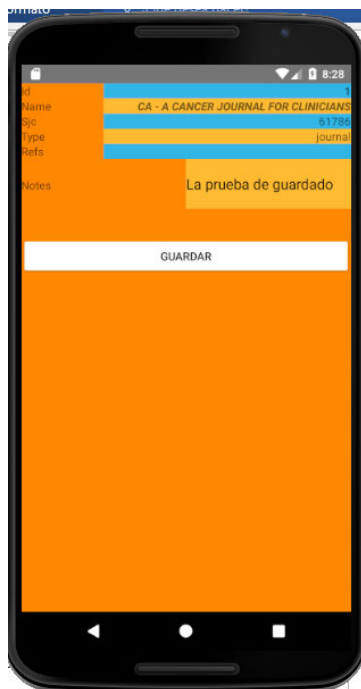 ormato
8:28
Id 1
Name CA - A CANCER JOURNAL FOR CLINICIANS
Sjc 61786
Type journal
Refs
Notes La prueba de guardado
GUARDAR